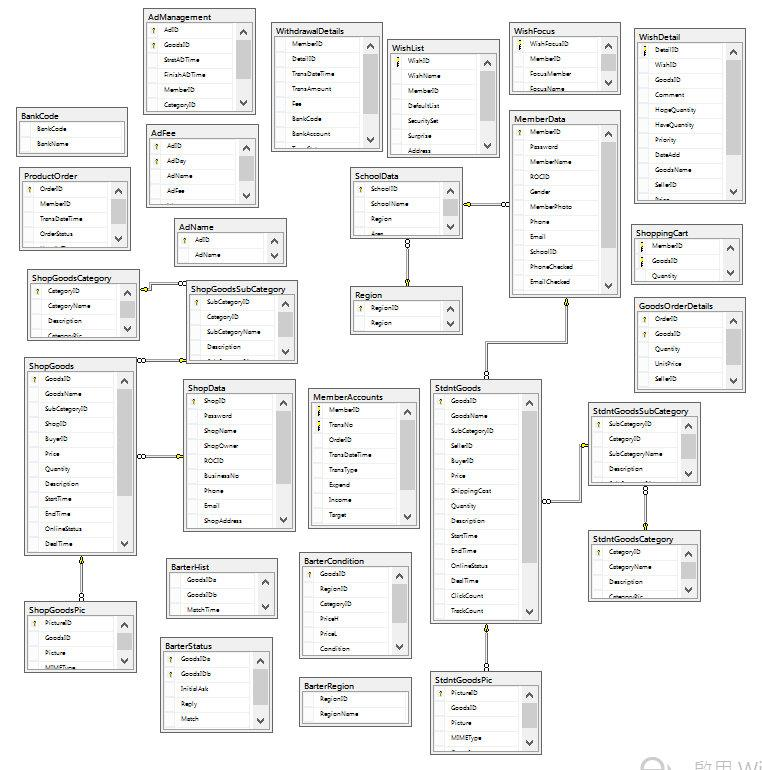 AdManagement
AdID
GoodsID
StratADTime
FinishADTime
MemberID
CategoryID
WithdrawalDetails
MemberID
DetailID
TransDateTime
TransAmount
Fee
BankCode
BankAccount
WishList
WishID
WishName
MemberID
DefaultList
SecuritySet
Surprise
Address
WishFocus
WishFocusID
MemberID
FocusMember
FocusName
WishDetail
DetailID
WishID
GoodsID
Comment
HopeQuantity
HaveQuantity
Priority
DateAdd
GoodsName
SellerID
Price
BankCode
BankCode
BankName
AdFee
AdID
AdDay
AdName
AdFee
MemberData
MemberID
Password
MemberName
ROCID
Gender
MemberPhoto
Phone
Email
SchoolID
PhoneChecked
EmailChecked
ProductOrder
OrderID
MemberID
TransDateTime
OrderStatus
SchoolData
SchoolID
SchoolName
Region
Area
AdName
AdID
AdName
ShoppingCart
MemberID
GoodsID
Quantity
ShopGoodsCategory
CategoryID
CategoryName
Description
CategoryPic
ShopGoodsSubCategory
SubCategoryID
CategoryID
SubCategoryName
Description
Region
RegionID
Region
GoodsOrderDetails
OrderID
GoodsID
Quantity
UnitPrice
SellerID
ShopGoods
GoodsID
GoodsName
SubCategoryID
ShopID
BuyerID
Price
Quantity
Description
StartTime
EndTime
OnlineStatus
DealTime
ShopData
ShopID
Password
ShopName
ShopOwner
ROCID
BusinessNo
Phone
Email
ShopAddress
MemberAccounts
MemberID
TransNo
OrderID
TransDateTime
TransType
Expend
Income
Target
StdntGoods
GoodsID
GoodsName
SubCategoryID
SellerID
BuyerID
Price
ShippingCost
Quantity
Description
StartTime
EndTime
OnlineStatus
DealTime
ClickCount
TrackCount
StdntGoodsSubCategory
SubCategoryID
CategoryID
SubCategoryName
Description
StdntGoodsCategory
CategoryID
CategoryName
Description
CategoryPic
BarterHist
GoodsIDa
GoodsIDb
MatchTime
BarterCondition
GoodsID
RegionID
CategoryID
PriceH
PriceL
Condition
ShopGoodsPic
PictureID
GoodsID
Picture
MIMEType
BarterStatus
GoodsIDa
GoodsIDb
InitialAsk
Reply
Match
BarterRegion
RegionID
RegionName
StdntGoodsPic
PictureID
GoodsID
Picture
MIMEType
啟用 Wi